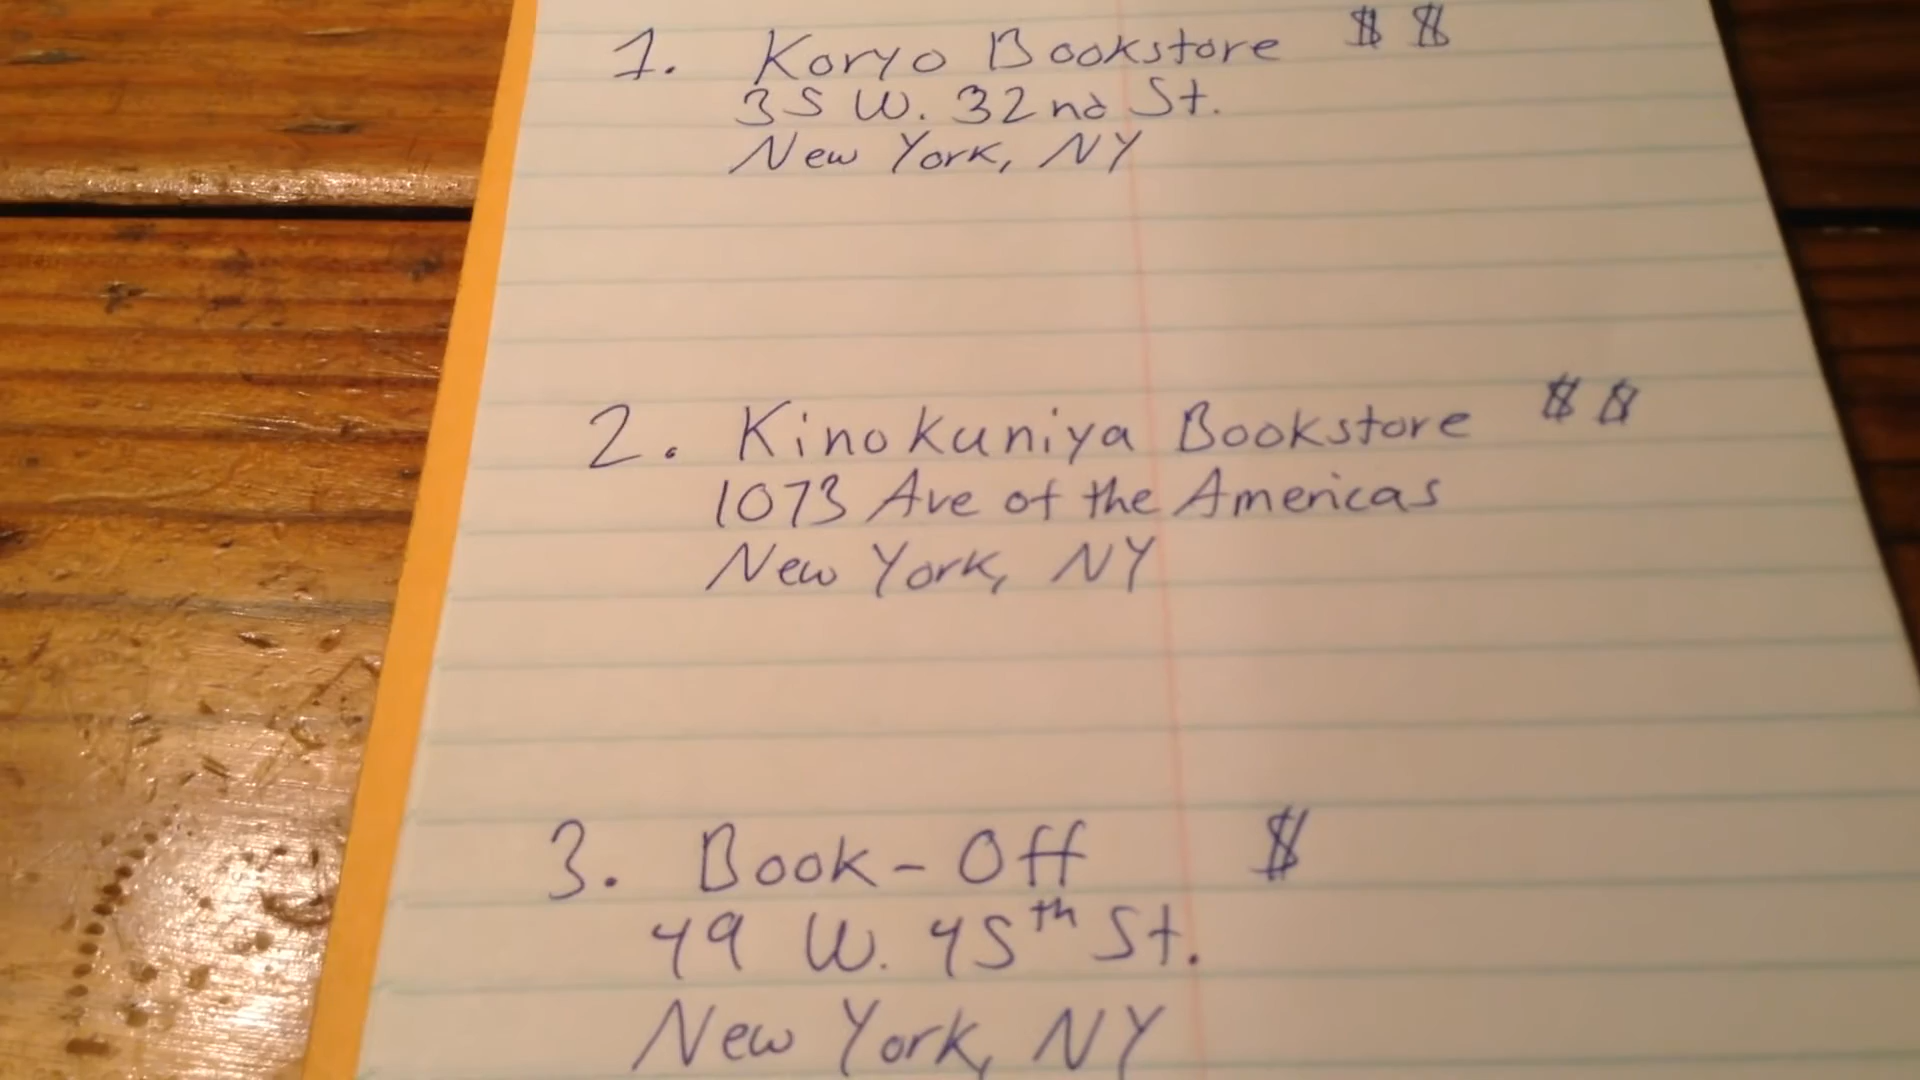 1. Koryo Bookstore $ $
35 W. 32nd St.
New York, NY
2. Kinokuniya Bookstore $ $
1073 Ave of the Americas
New York, NY
3. Book-Off $
49 W. 45th St.
New York, NY